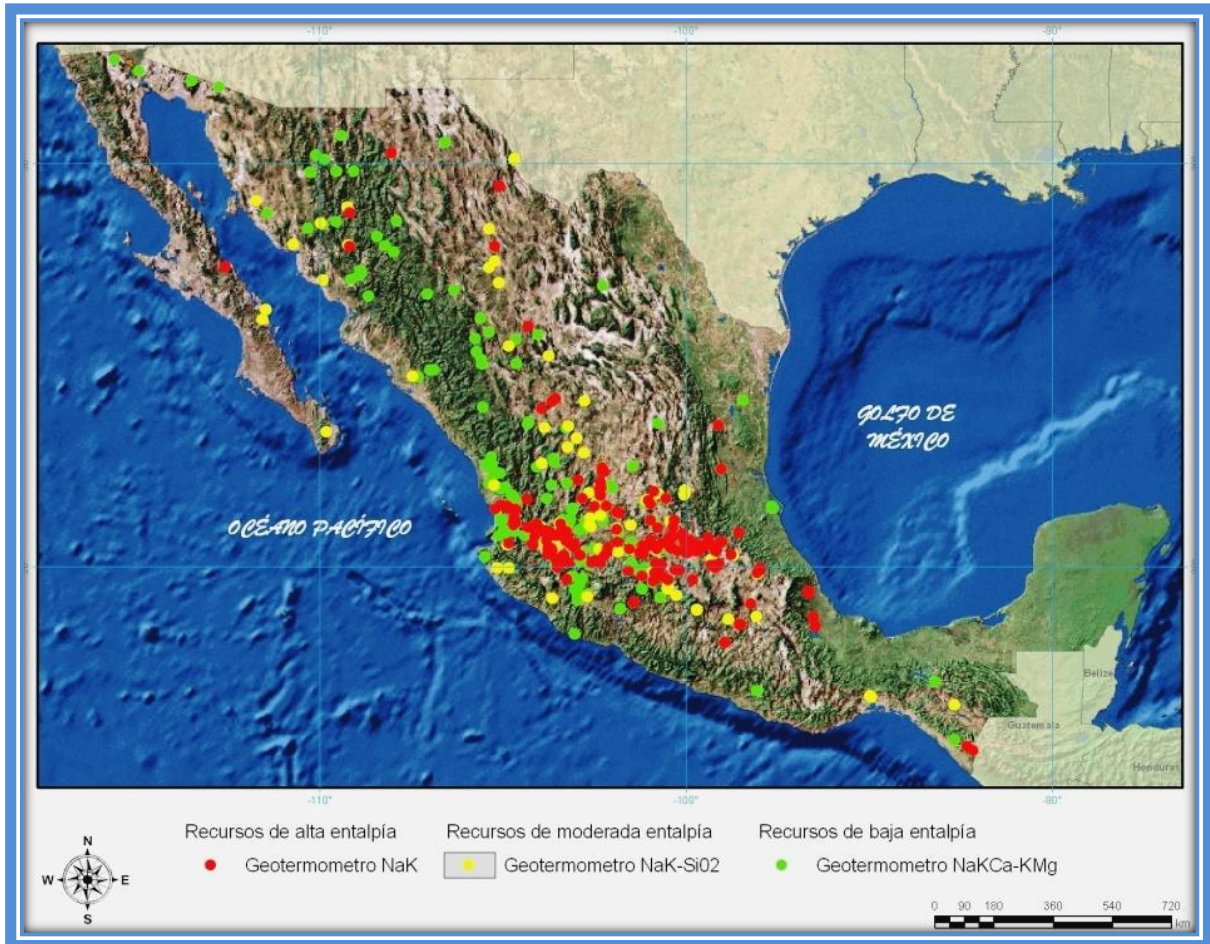 -110° -100° -90°
GOLFO DE
MÉXICO
OCÉANO PACÍFICO
Belize
Guatemala
Honduras
-110° -100° -90°
Recursos de alta entalpía Recursos de moderada entalpía Recursos de baja entalpía
Geotermometro NaK Geotermometro NaK-Si02 Geotermometro NaKCa-KMg
N
W E
S
0 90 180 360 540 720
km